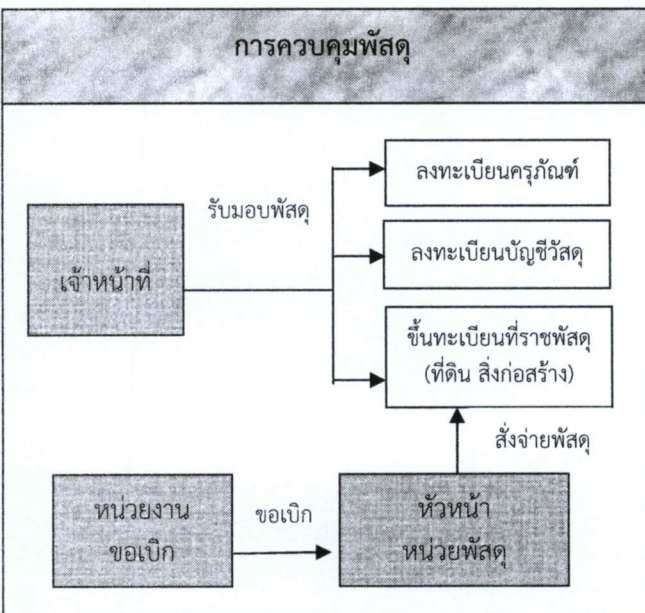 การควบคุมพัสดุ
ลงทะเบียนครุภัณฑ์
รับมอบพัสดุ
เจ้าหน้าที่
ลงทะเบียนบัญชีวัสดุ
ขึ้นทะเบียนที่ราชพัสดุ
(ที่ดิน สิ่งก่อสร้าง)
สั่งจ่ายพัสดุ
หน่วยงาน
ขอเบิก
ขอเบิก
หัวหน้า
หน่วยพัสดุ